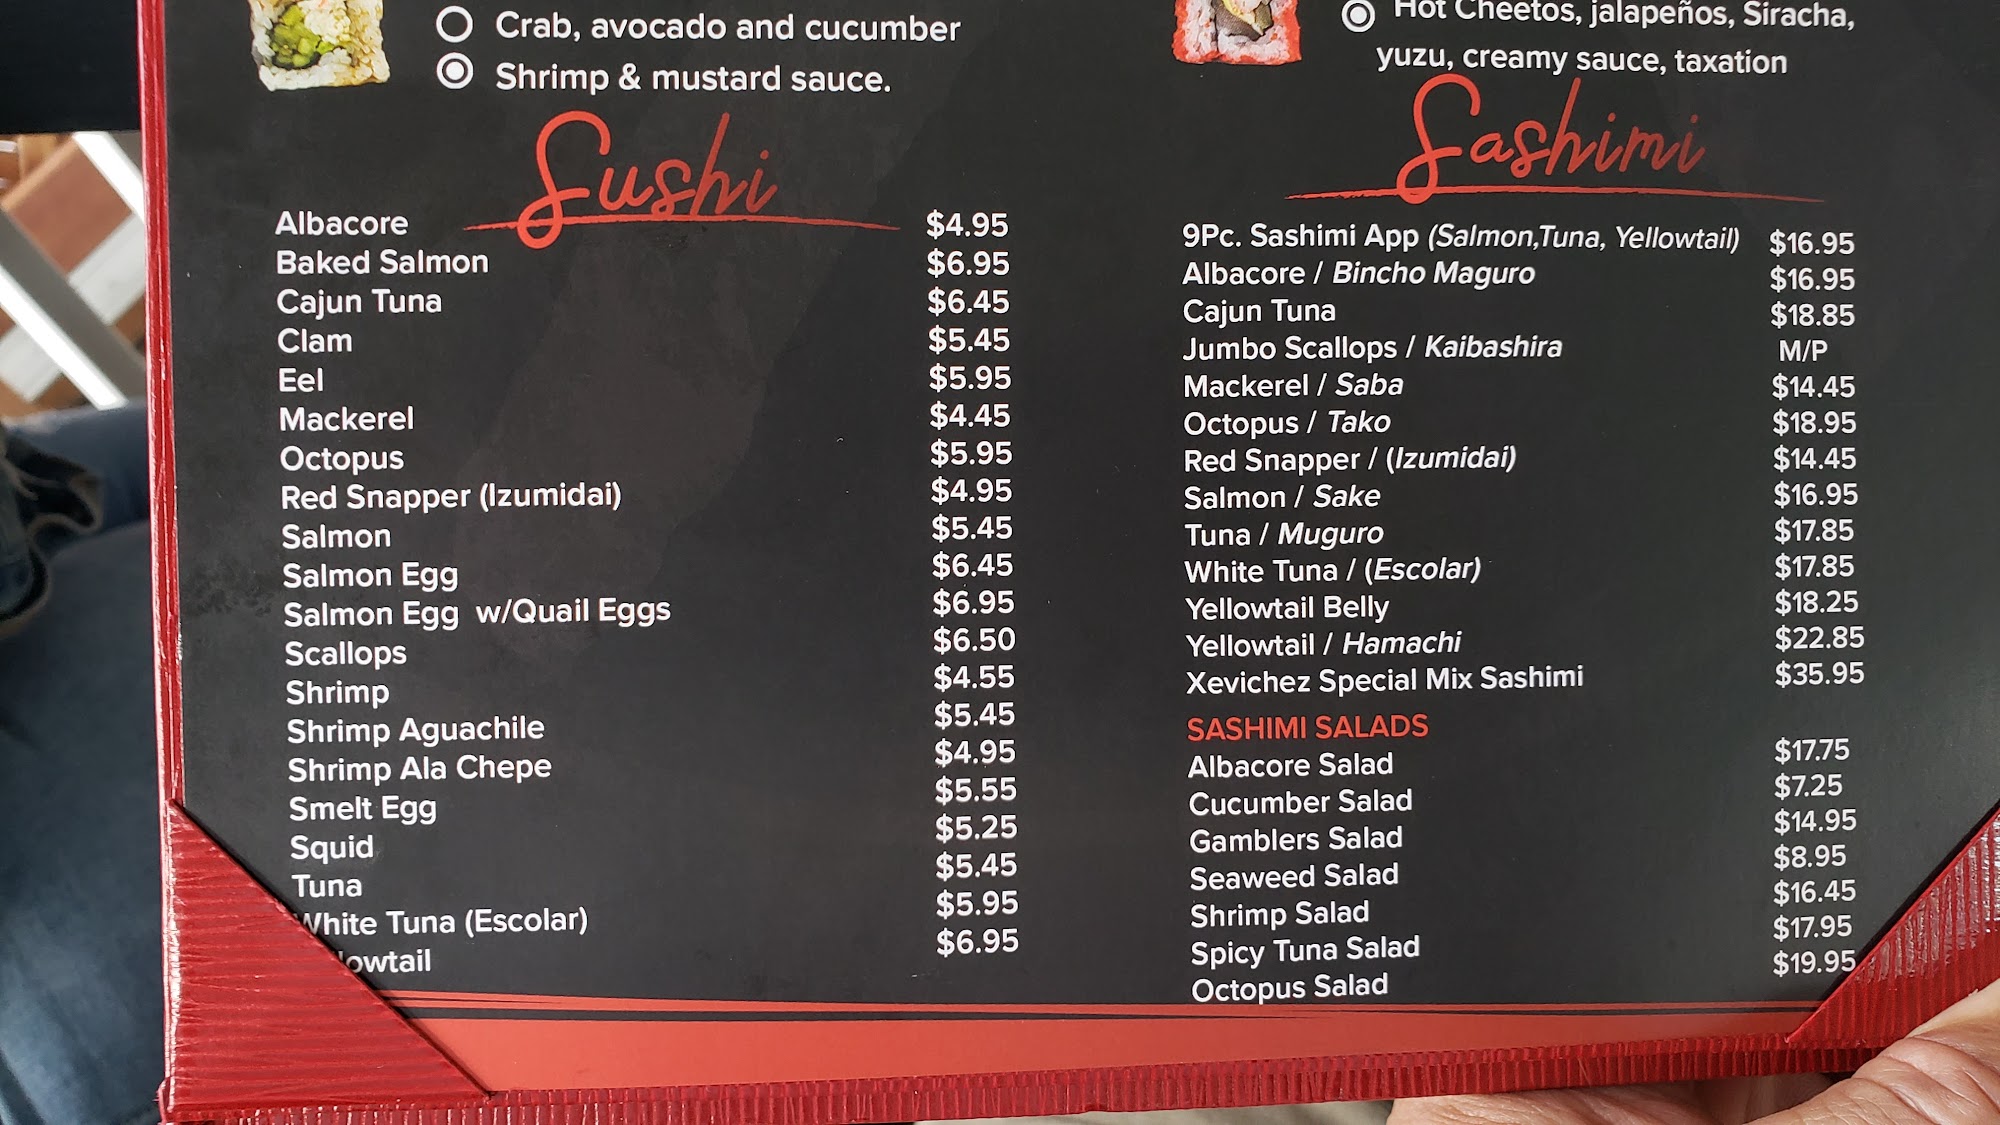 Crab, avocado and cucumber
Shrimp & mustard sauce.
Sushi
Albacore $4.95
Baked Salmon $6.95
Cajun Tuna $6.45
Clam $5.45
Eel $5.95
Mackerel $4.45
Octopus $5.95
Red Snapper (Izumidai) $4.95
Salmon $5.45
Salmon Egg $6.45
Salmon Egg w/Quail Eggs $6.95
Scallops $6.50
Shrimp $4.55
Shrimp Aguachile $5.45
Shrimp Ala Chepe $4.95
Smelt Egg $5.55
Squid $5.25
Tuna $5.45
White Tuna (Escolar) $5.95
lowtail $6.95
Hot Cheetos, jalapeños, Siracha,
yuzu, creamy sauce, taxation
Sashimi
9Pc. Sashimi App (Salmon,Tuna, Yellowtail) $16.95
Albacore / Bincho Maguro $16.95
Cajun Tuna $18.85
Jumbo Scallops / Kaibashira M/P
Mackerel / Saba $14.45
Octopus / Tako $18.95
Red Snapper / (Izumidai) $14.45
Salmon / Sake $16.95
Tuna / Muguro $17.85
White Tuna / (Escolar) $17.85
Yellowtail Belly $18.25
Yellowtail / Hamachi $22.85
Xevichez Special Mix Sashimi $35.95
SASHIMI SALADS
Albacore Salad $17.75
Cucumber Salad $7.25
Gamblers Salad $14.95
Seaweed Salad $8.95
Shrimp Salad $16.45
Spicy Tuna Salad $17.95
Octopus Salad $19.95